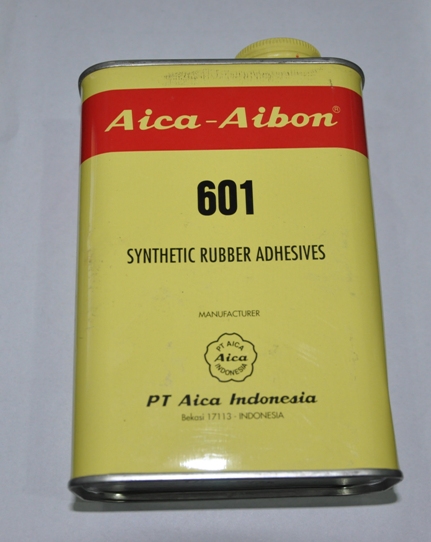 Aica-Aibon®
601
SYNTHETIC RUBBER ADHESIVES
MANUFACTURER
PT AICA
Aica
INDONESIA
PT Aica Indonesia
Bekasi 17113 - INDONESIA